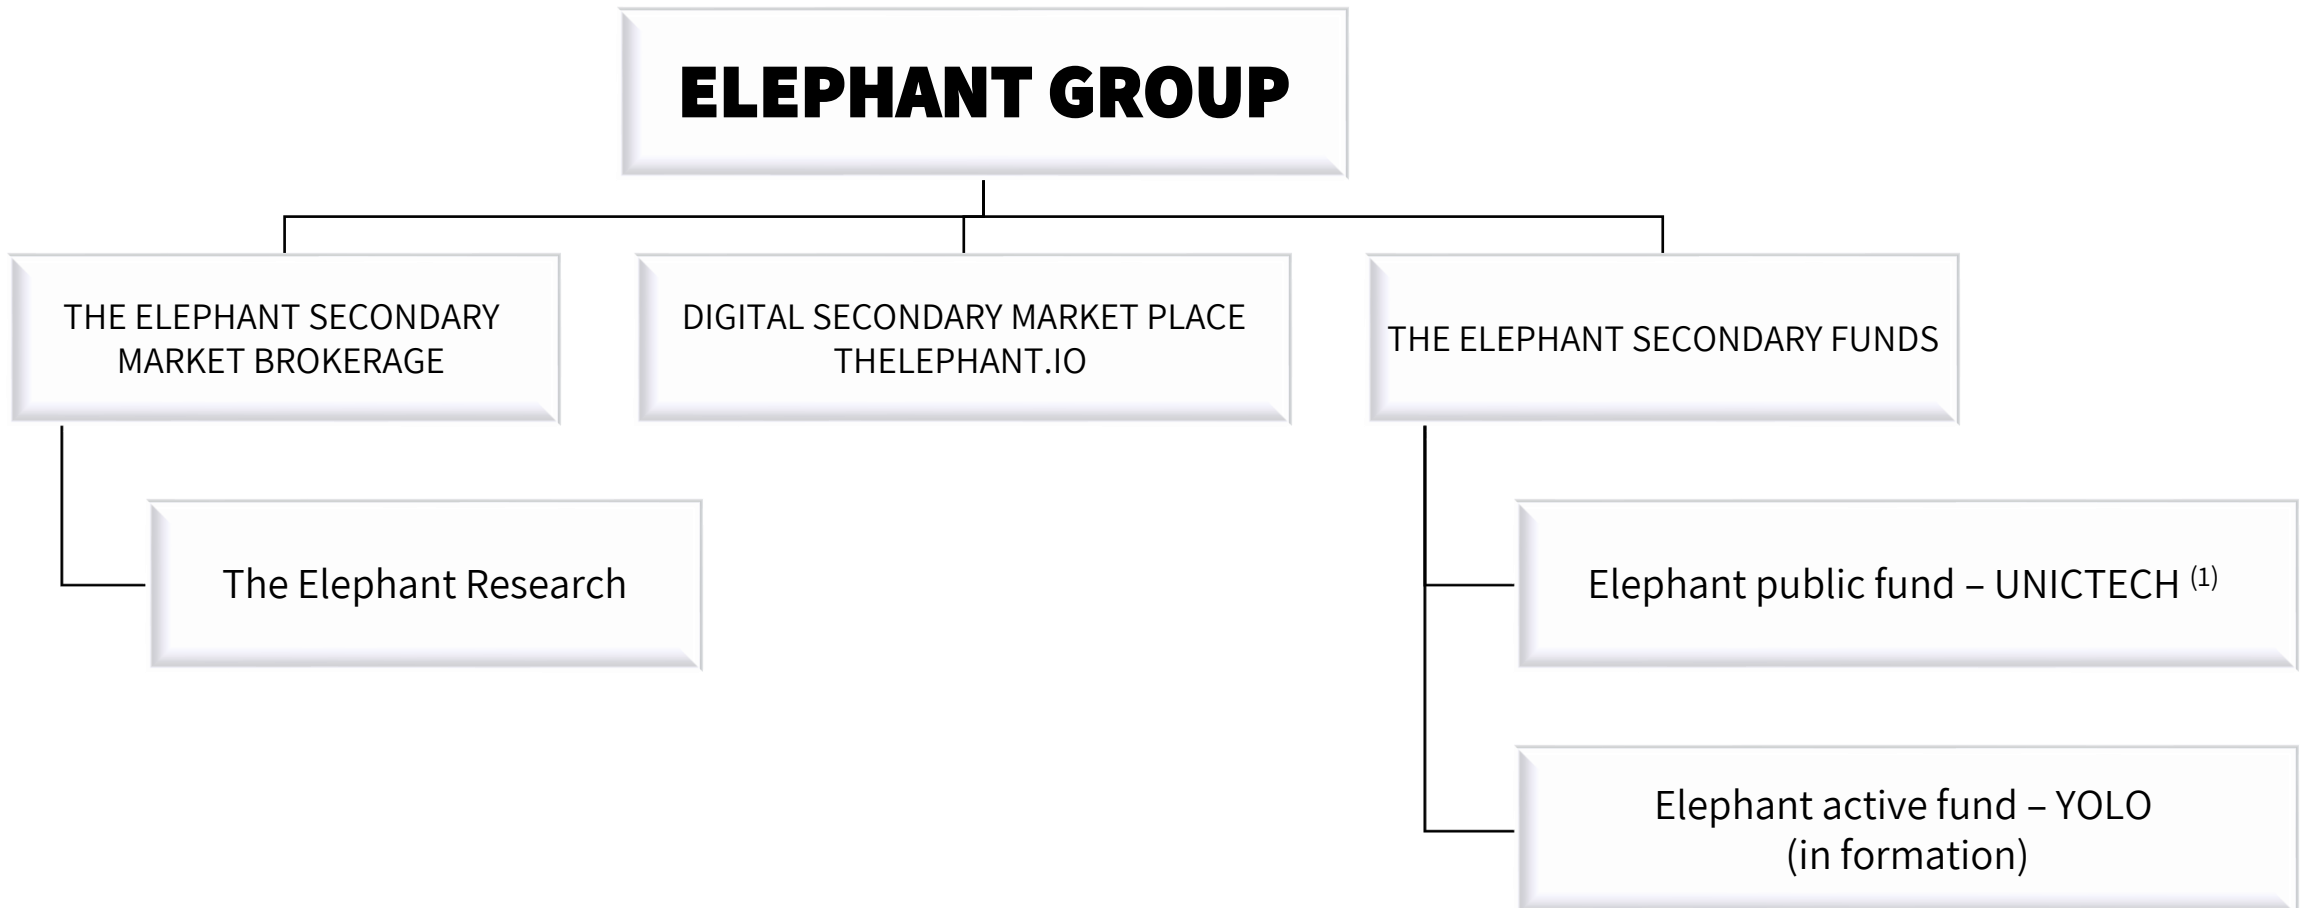 ELEPHANT GROUP
THE ELEPHANT SECONDARY
MARKET BROKERAGE
DIGITAL SECONDARY MARKET PLACE
THELEPHANT.IO
THE ELEPHANT SECONDARY FUNDS
The Elephant Research
Elephant public fund – UNICTECH (1)
Elephant active fund – YOLO
(in formation)